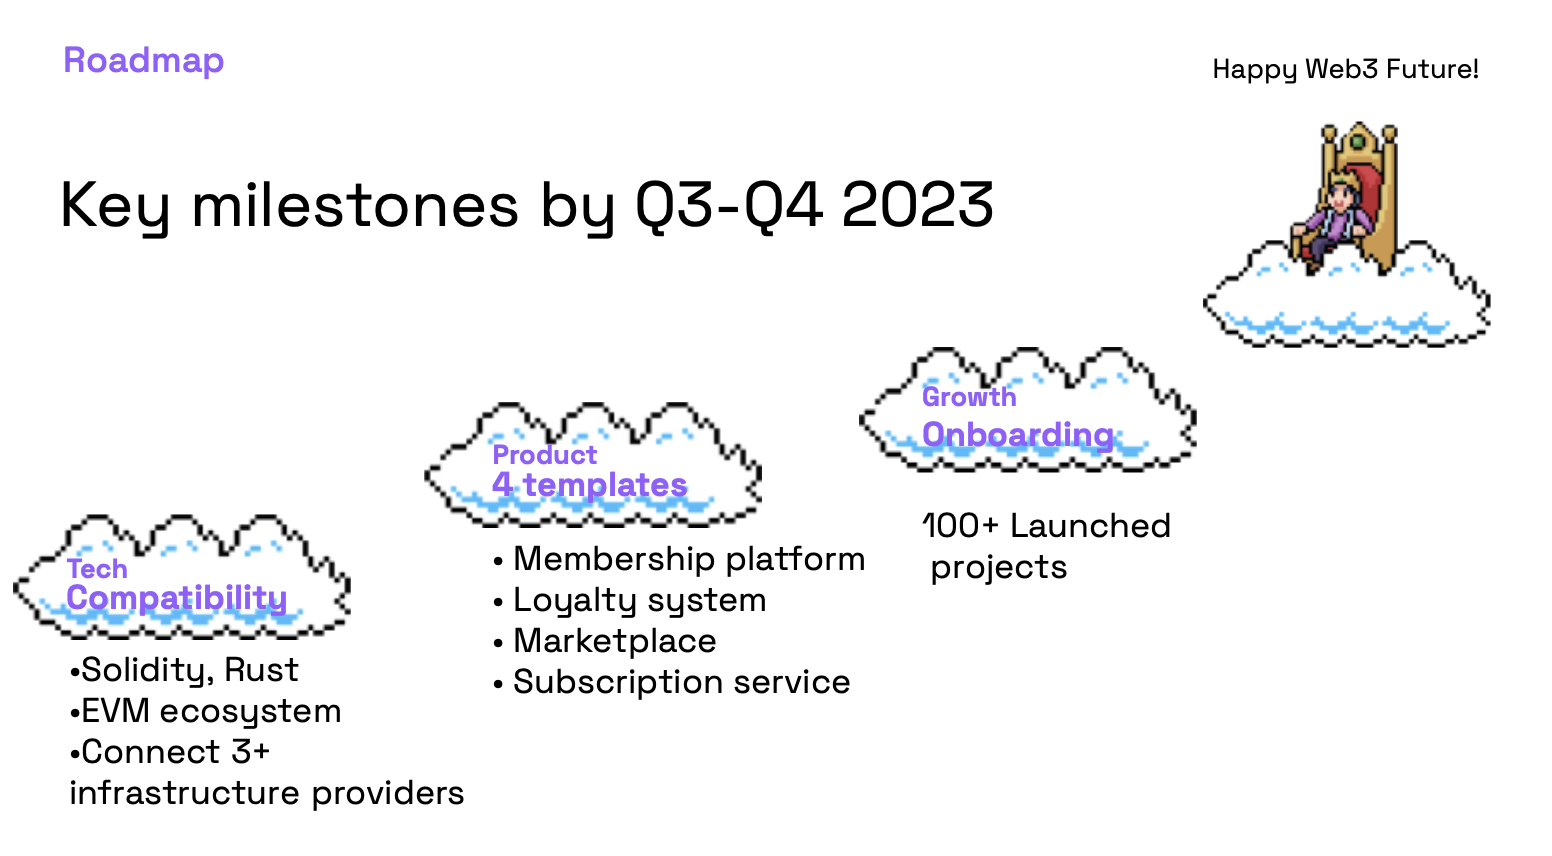 Roadmap
Happy Web3 Future!
Key milestones by Q3-Q4 2023
Tech
Compatibility
•Solidity, Rust
•EVM ecosystem
•Connect 3+
infrastructure providers
Product
4 templates
• Membership platform
• Loyalty system
• Marketplace
• Subscription service
Growth
Onboarding
100+ Launched
projects